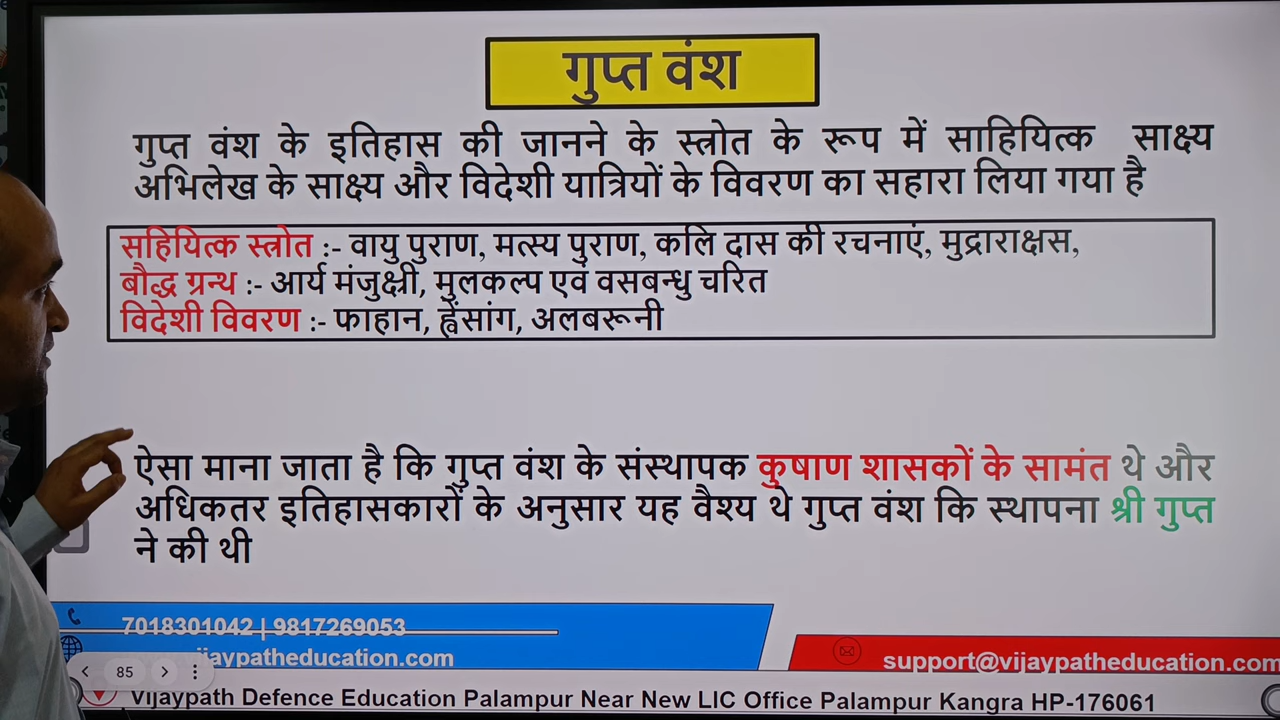 गुप्त वंश
गुप्त वंश के इतिहास की जानने के स्त्रोत के रूप में साहियित्क साक्ष्य
अभिलेख के साक्ष्य और विदेशी यात्रियों के विवरण का सहारा लिया गया है
सहियित्क स्त्रोत :- वायु पुराण, मत्स्य पुराण, कलि दास की रचनाएं, मुद्राराक्षस,
बौद्ध ग्रन्थ :- आर्य मंजुक्ष्री, मुलकल्प एवं वसबन्धु चरित
विदेशी विवरण :- फाहान, ह्वेंसांग, अलबरूनी
ऐसा माना जाता है कि गुप्त वंश के संस्थापक कुषाण शासकों के सामंत थे और
अधिकतर इतिहासकारों के अनुसार यह वैश्य थे गुप्त वंश कि स्थापना श्री गुप्त
ने की थी
7018301042 | 9817269053
jaypatheducation.com
support@vijaypatheducation.com
85
Vijaypath Defence Education Palampur Near New LIC Office Palampur Kangra HP-176061